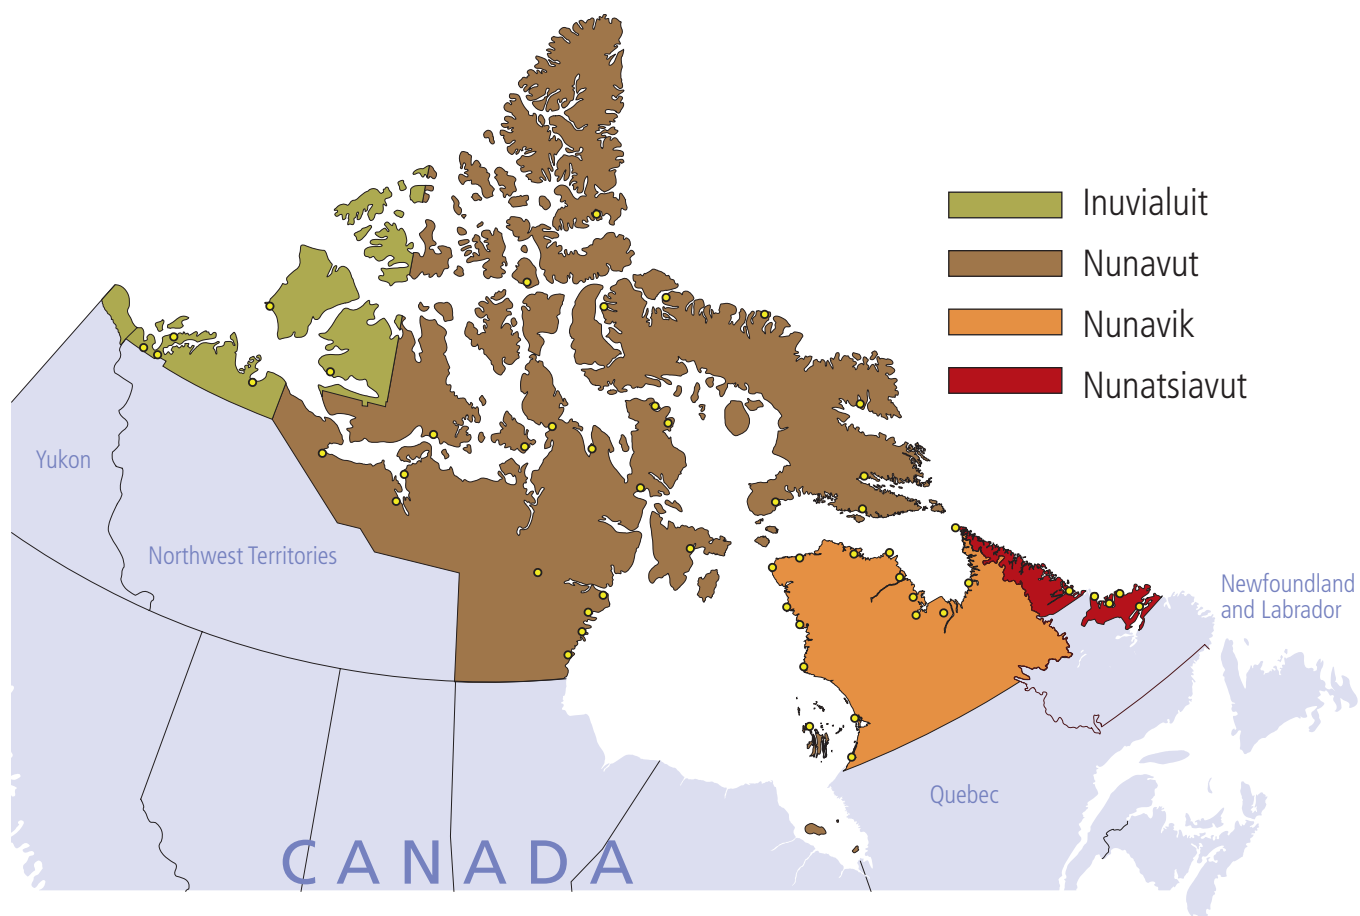 Inuvialuit
Nunavut
Nunavik
Nunatsiavut
Yukon
Northwest Territories
Newfoundland
and Labrador
Quebec
CANADA